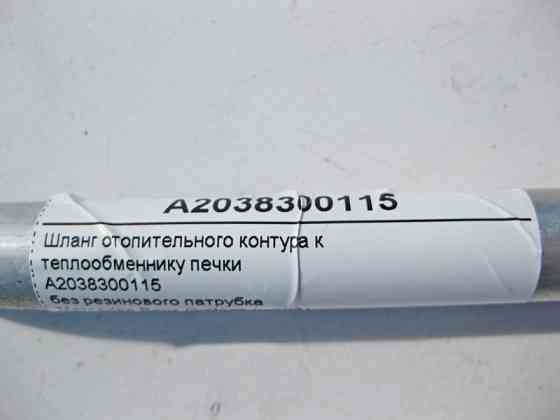 A2038300115
Шланг отопительного контура к
теплообменнику печки
A2038300115
без резинового патрубка